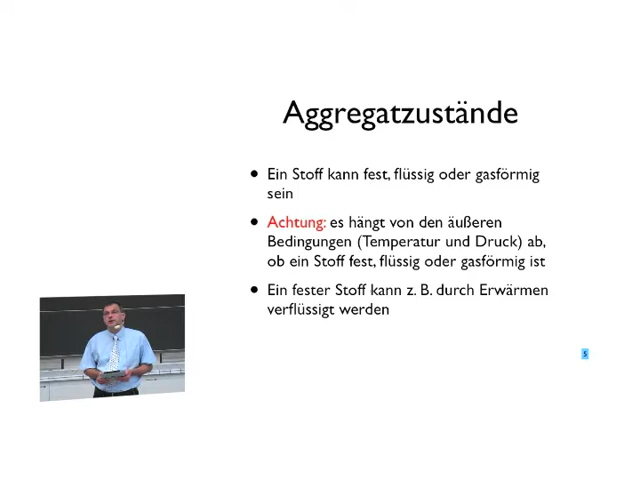 Aggregatzustände
• Ein Stoff kann fest, flüssig oder gasförmig
sein
• Achtung: es hängt von den äußeren
Bedingungen (Temperatur und Druck) ab,
ob ein Stoff fest, flüssig oder gasförmig ist
• Ein fester Stoff kann z. B. durch Erwärmen
verflüssigt werden
5